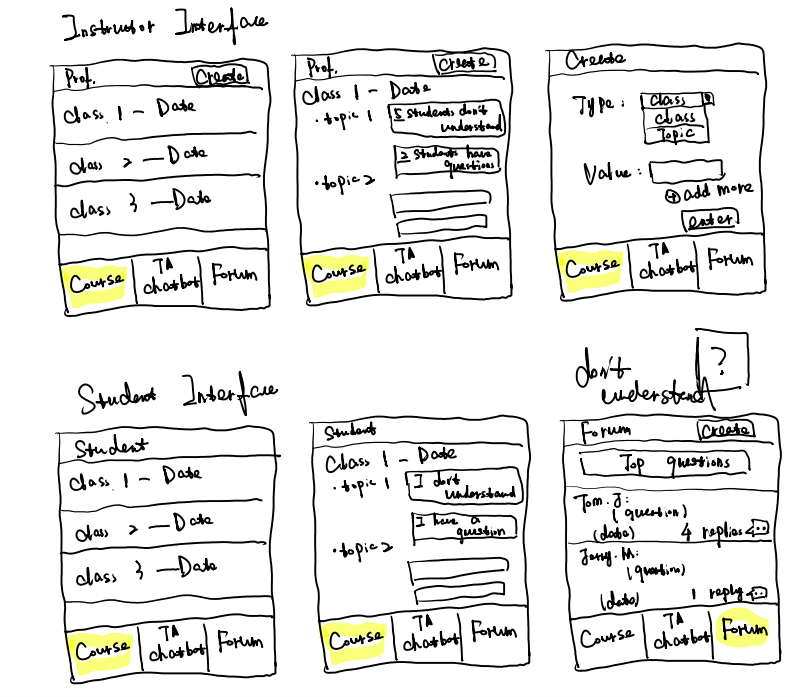 Instructor Interface
Prof.
Create
class 1 - Date
class 2 - Date
class 3 - Date
Course
TA
chatbot
Forum
Prof.
Create
Class 1 - Date
· topic 1
5 students don't
understand
2 students have
questions
· topic 2
Course
TA
chatbot
Forum
Create
Type :
class
class
Topic
Value :
+ add more
enter
Course
TA
chatbot
Forum
Student Interface
Student
class 1 - Date
class 2 - Date
class 3 - Date
Course
TA
chatbot
Forum
Student
Class 1 - Date
· topic 1
I don't
understand
I have a
question
· topic 2
Course
TA
chatbot
Forum
don't
understand
?
Forum
Create
Top questions
Tom. J:
(question)
(date)
4 replies
Jerry. M:
(question)
(date)
1 reply
Course
TA
chatbot
Forum